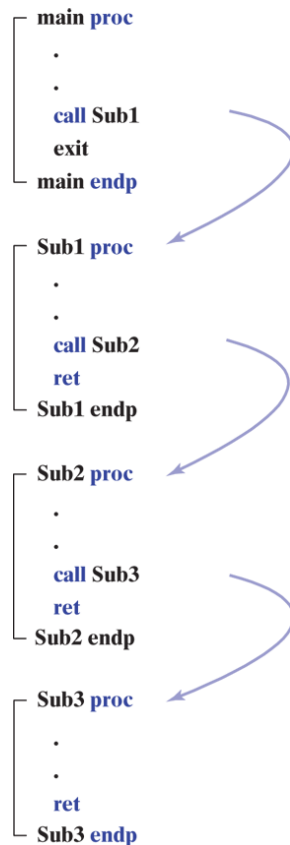 main proc
.
.
call Sub1
exit
main endp
Sub1 proc
.
.
call Sub2
ret
Sub1 endp
Sub2 proc
.
.
call Sub3
ret
Sub2 endp
Sub3 proc
.
.
ret
Sub3 endp